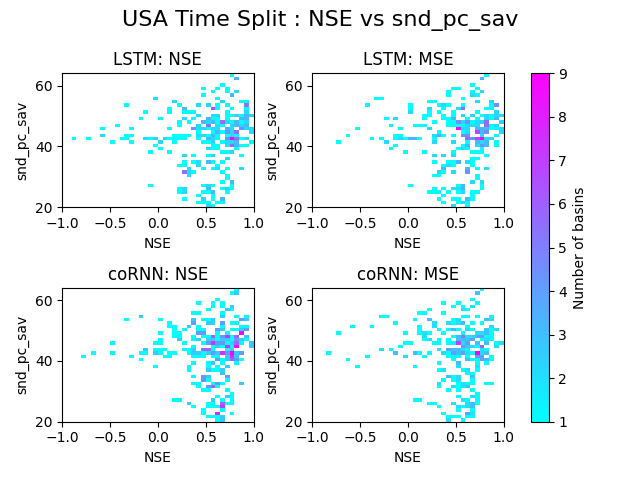 USA Time Split : NSE vs snd_pc_sav
LSTM: NSE
LSTM: MSE
snd_pc_sav
60
40
20
−1.0 −0.5 0.0 0.5 1.0
NSE
snd_pc_sav
60
40
20
−1.0 −0.5 0.0 0.5 1.0
NSE
coRNN: NSE
coRNN: MSE
snd_pc_sav
60
40
20
−1.0 −0.5 0.0 0.5 1.0
NSE
snd_pc_sav
60
40
20
−1.0 −0.5 0.0 0.5 1.0
NSE
9
8
7
6
5
4
3
2
1
Number of basins